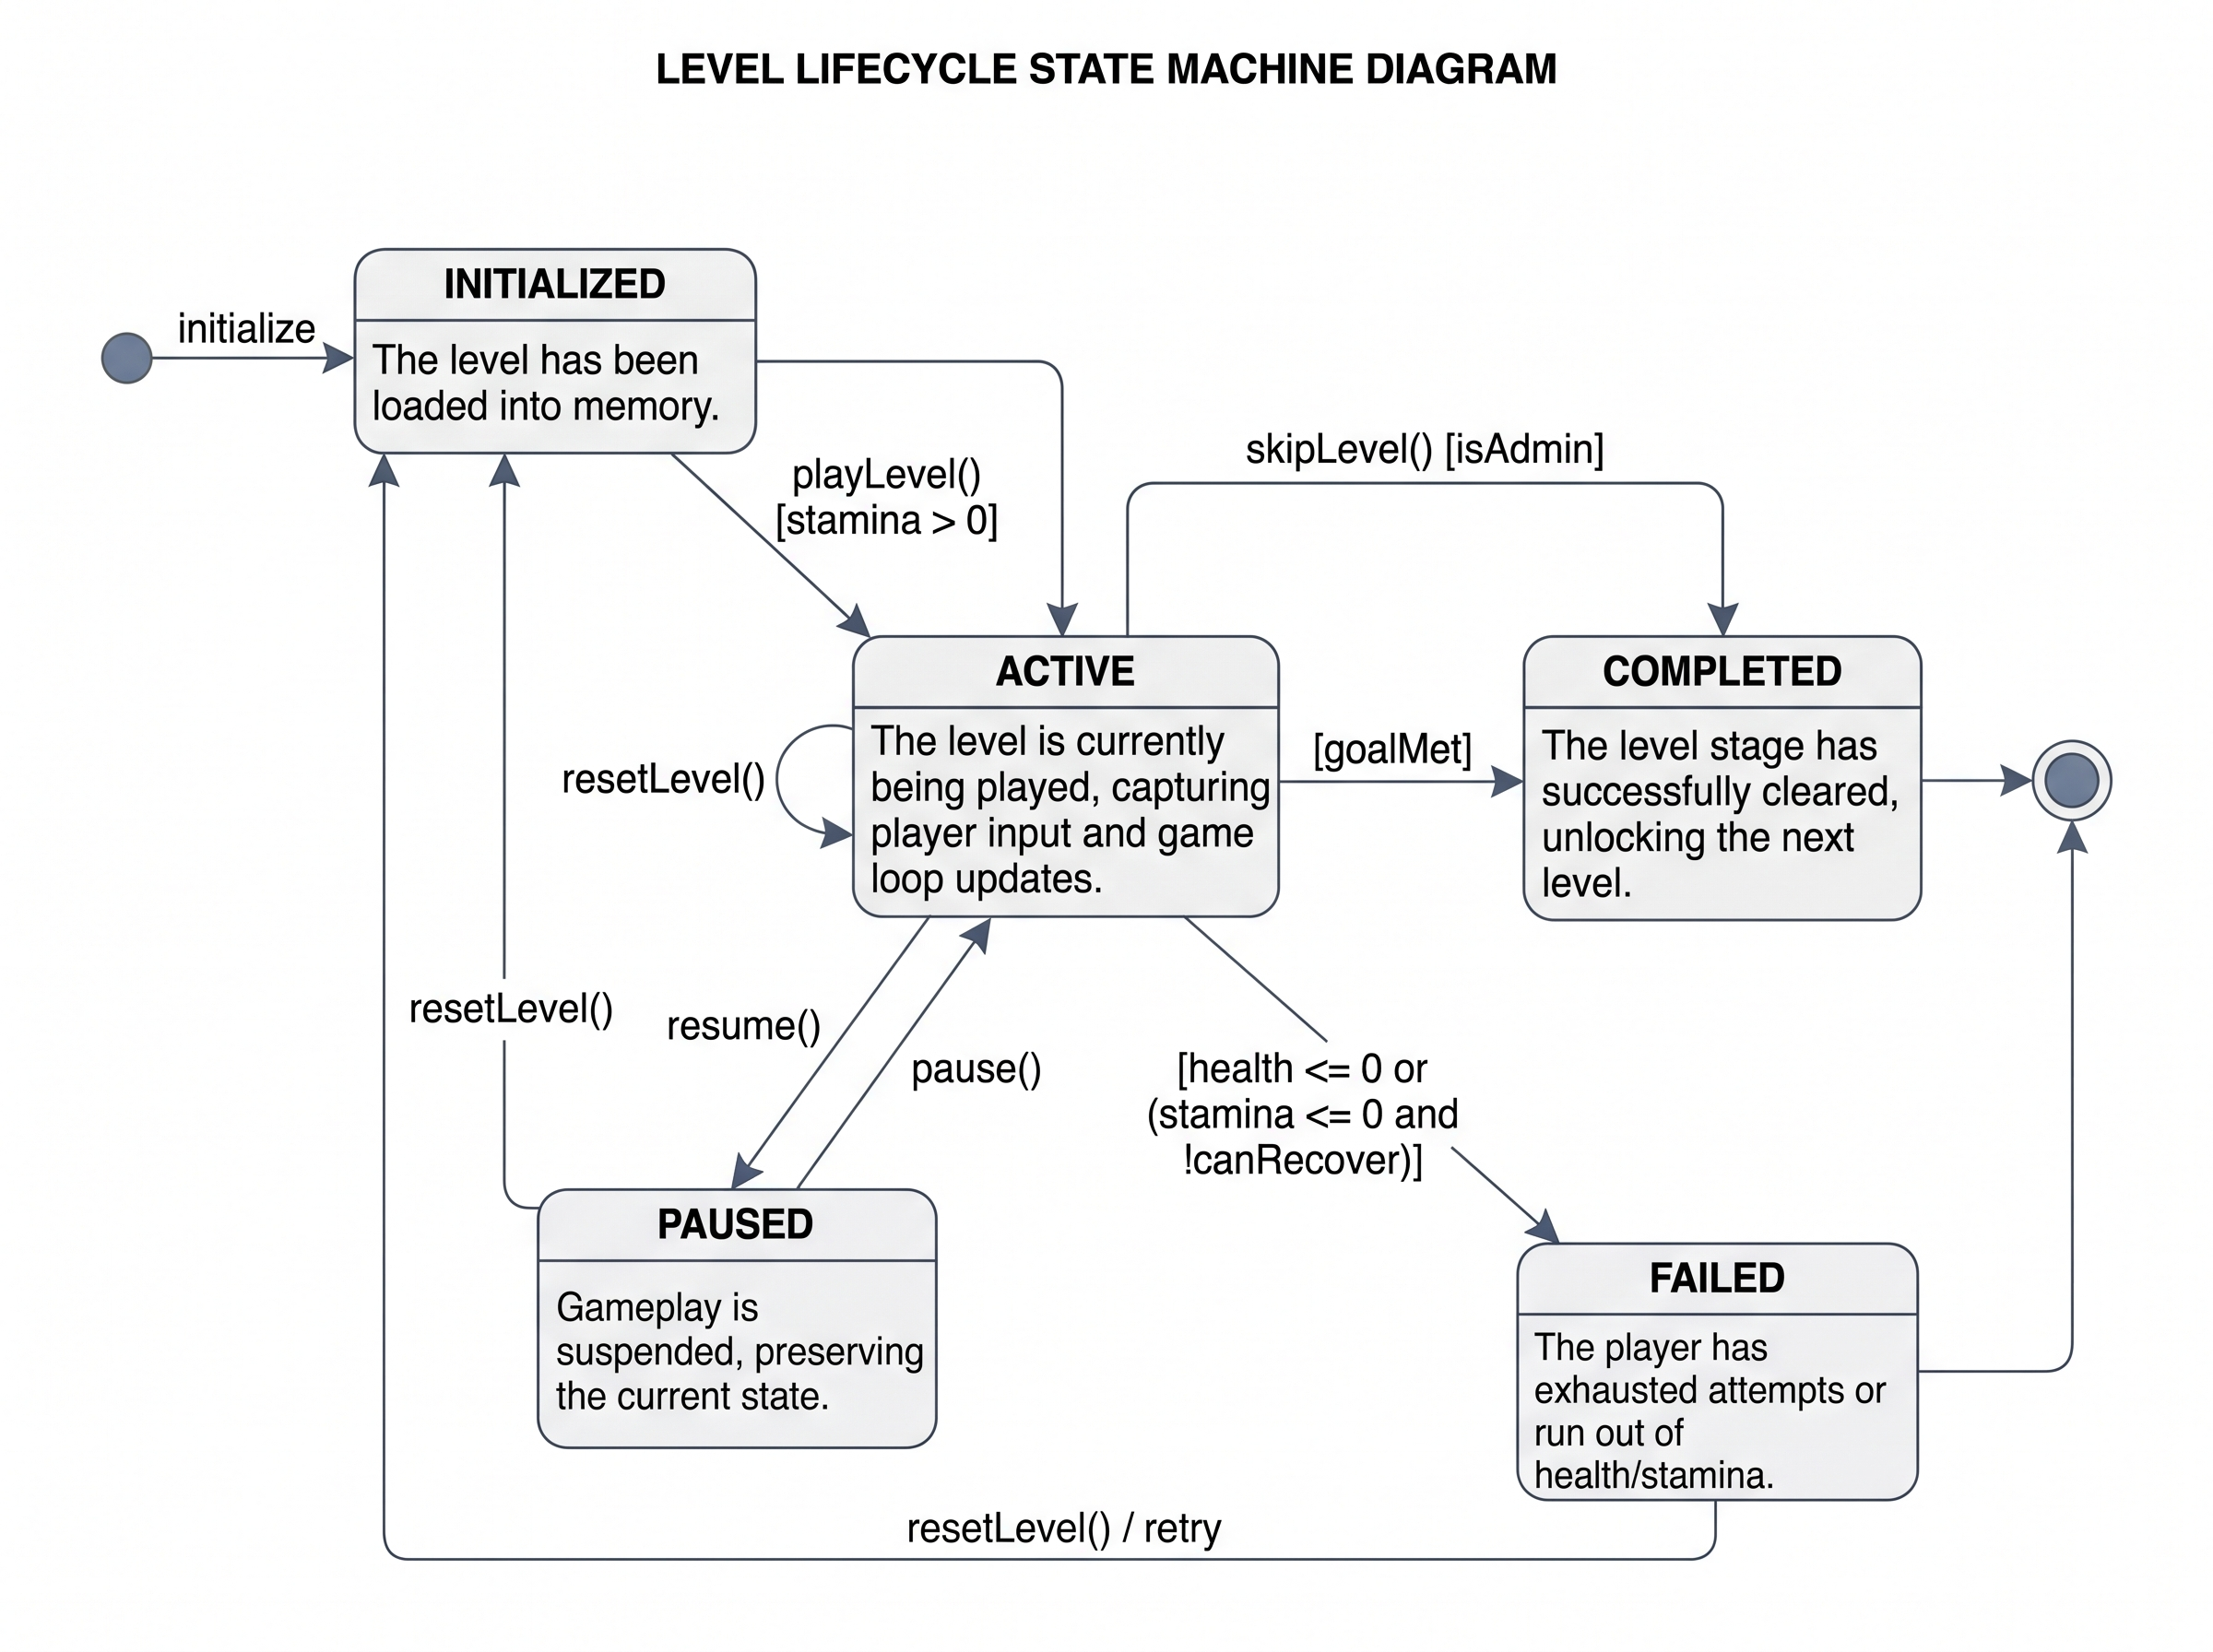 LEVEL LIFECYCLE STATE MACHINE DIAGRAM
initialize
INITIALIZED
The level has been
loaded into memory.
playLevel()
[stamina > 0]
skipLevel() [isAdmin]
ACTIVE
The level is currently
being played, capturing
player input and game
loop updates.
resetLevel()
[goalMet]
COMPLETED
The level stage has
successfully cleared,
unlocking the next
level.
resetLevel()
resume()
pause()
[health <= 0 or
(stamina <= 0 and
!canRecover)]
PAUSED
Gameplay is
suspended, preserving
the current state.
FAILED
The player has
exhausted attempts or
run out of
health/stamina.
resetLevel() / retry